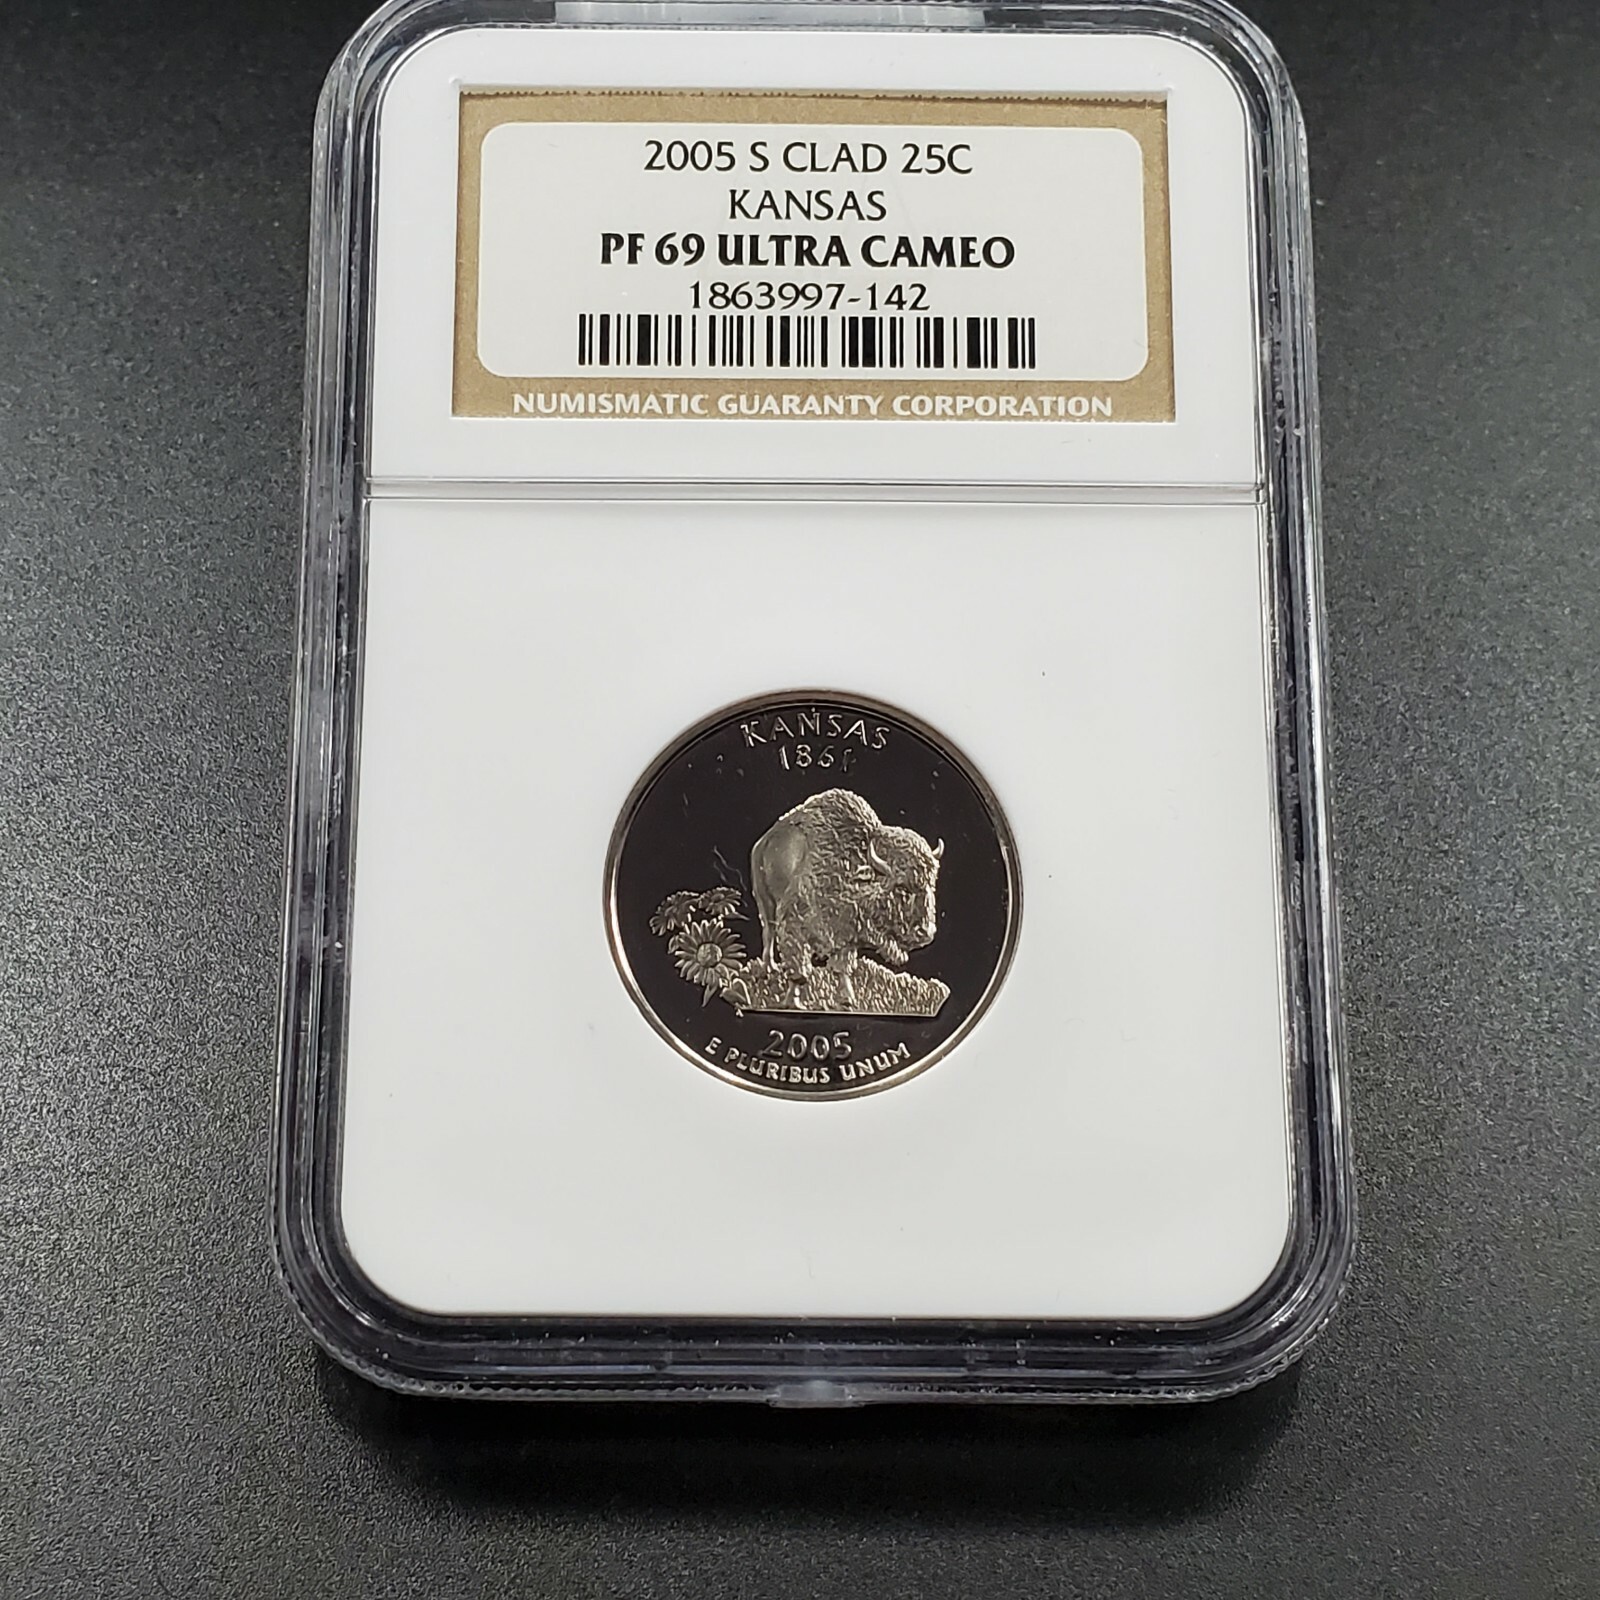 2005 S CLAD 25C
KANSAS
PF 69 ULTRA CAMEO
1863997-142
NUMISMATIC GUARANTY CORPORATION
KANSAS
1861
2005
E PLURIBUS UNUM